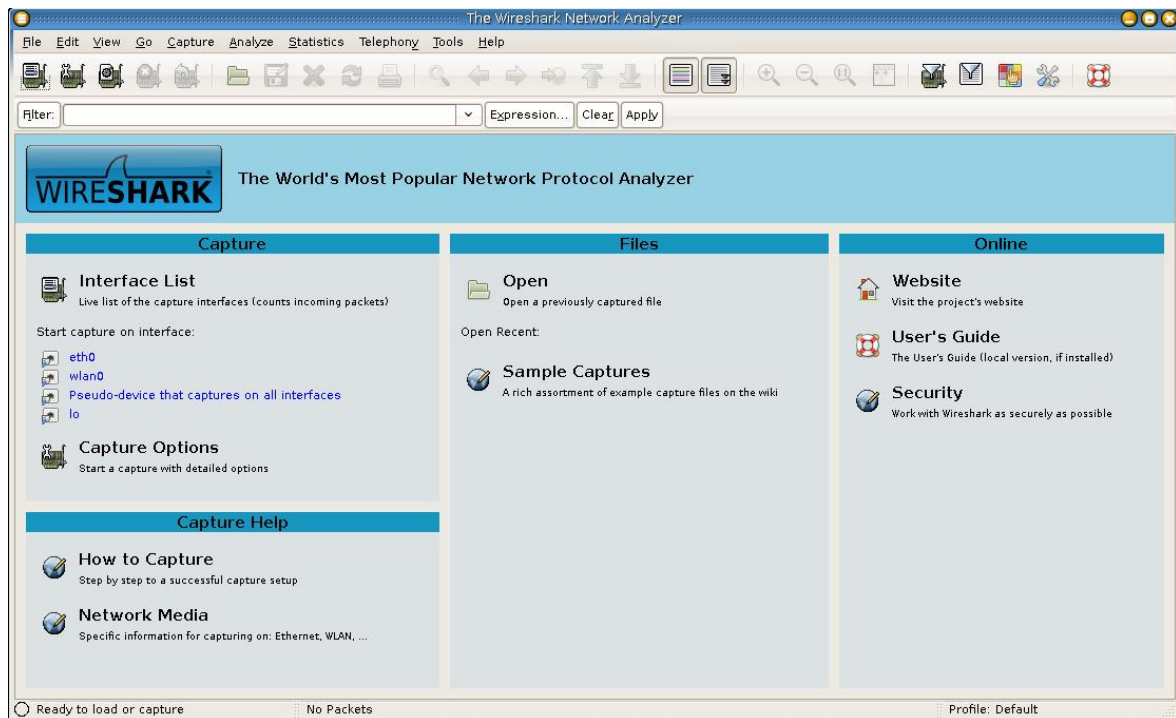 The Wireshark Network Analyzer
File Edit View Go Capture Analyze Statistics Telephony Tools Help
Filter: Expression... Clear Apply
WIRESHARK The World's Most Popular Network Protocol Analyzer
Capture
Interface List
Live list of the capture interfaces (counts incoming packets)
Start capture on interface:
eth0
wlan0
Pseudo-device that captures on all interfaces
lo
Capture Options
Start a capture with detailed options
Capture Help
How to Capture
Step by step to a successful capture setup
Network Media
Specific information for capturing on: Ethernet, WLAN, ...
Files
Open
Open a previously captured file
Open Recent:
Sample Captures
A rich assortment of example capture files on the wiki
Online
Website
Visit the project's website
User's Guide
The User's Guide (local version, if installed)
Security
Work with Wireshark as securely as possible
Ready to load or capture No Packets Profile: Default